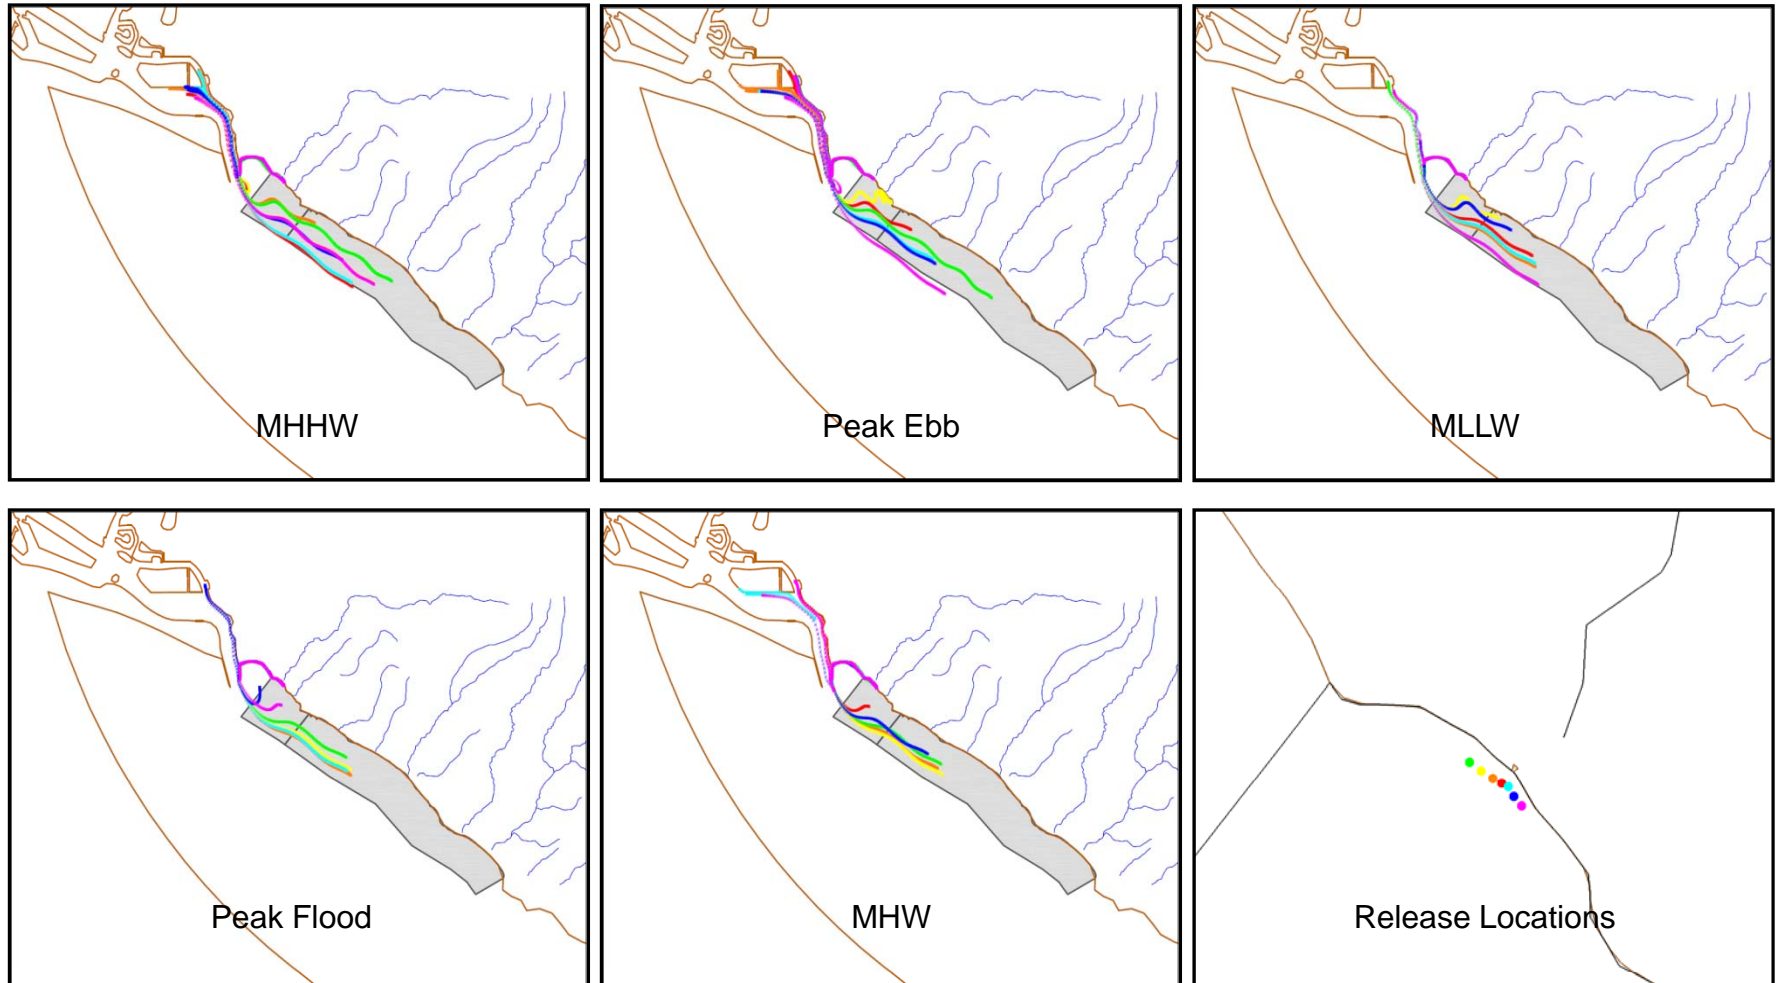 MHHW
Peak Ebb
MLLW
Peak Flood
MHW
Release Locations